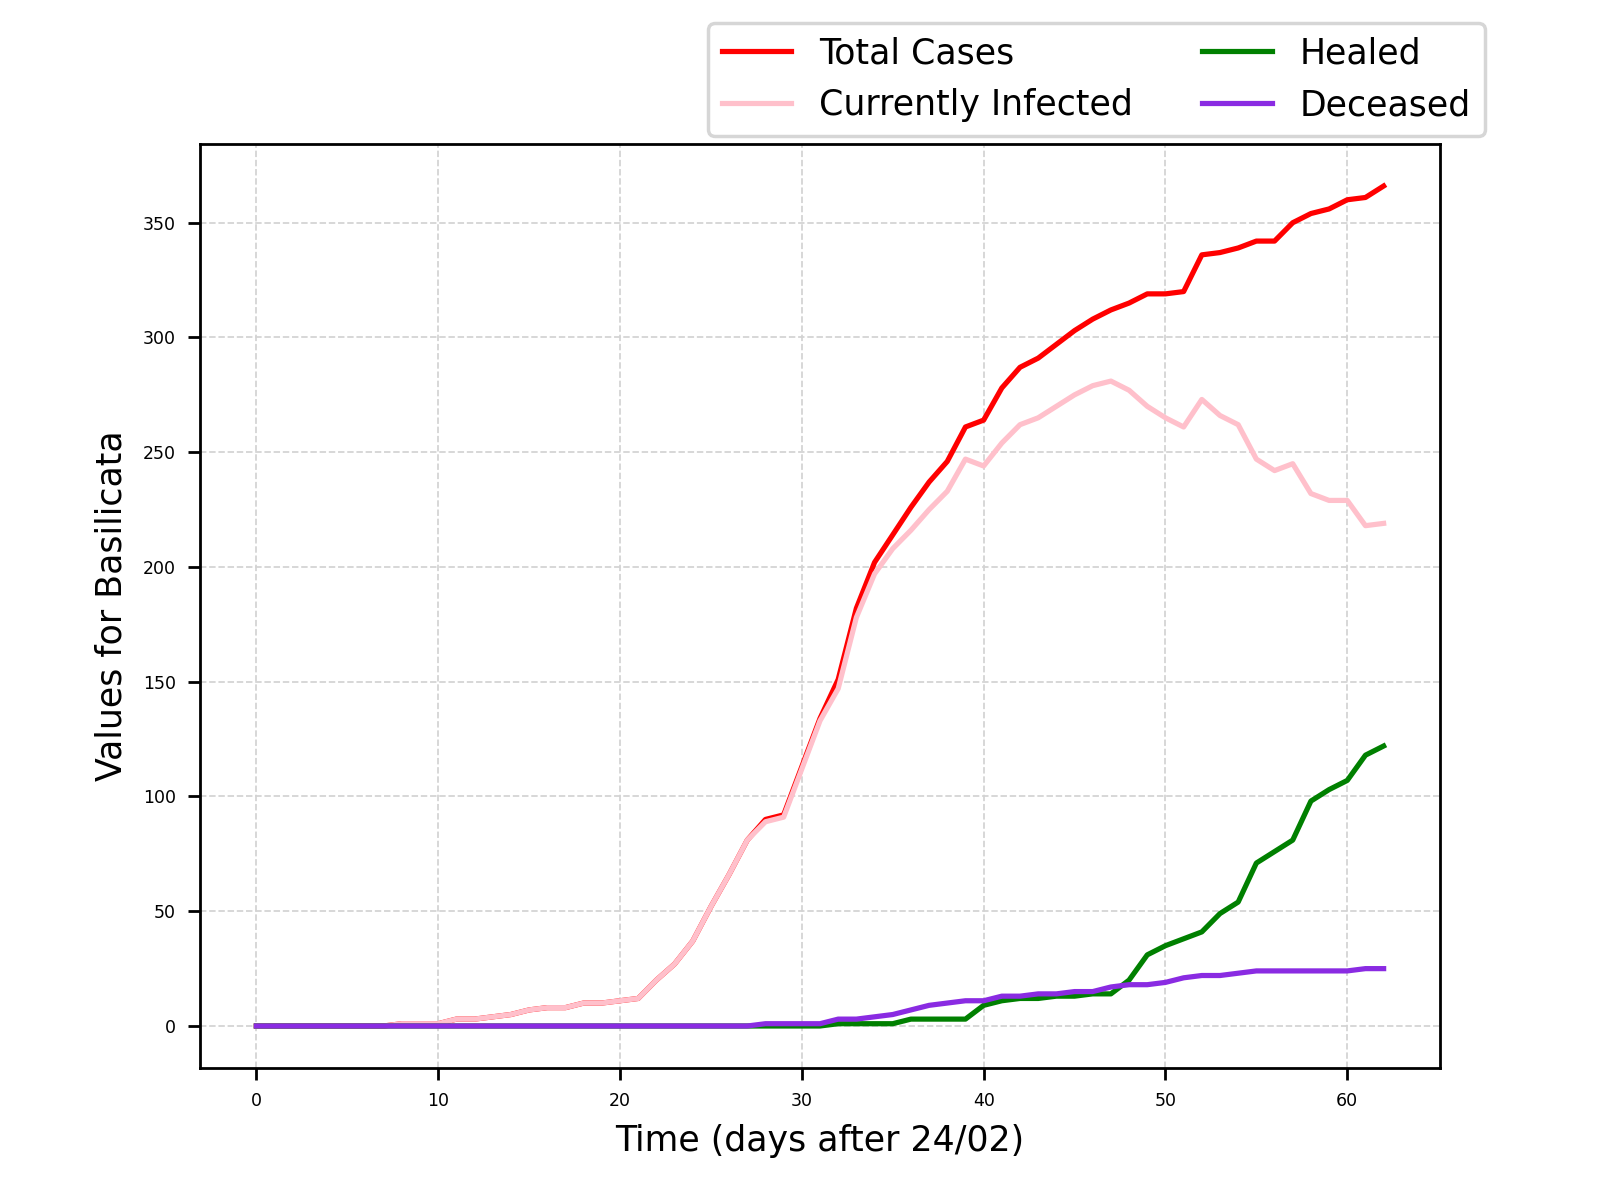 Total Cases
Currently Infected
Healed
Deceased
Values for Basilicata
350
300
250
200
150
100
50
0
0 10 20 30 40 50 60
Time (days after 24/02)